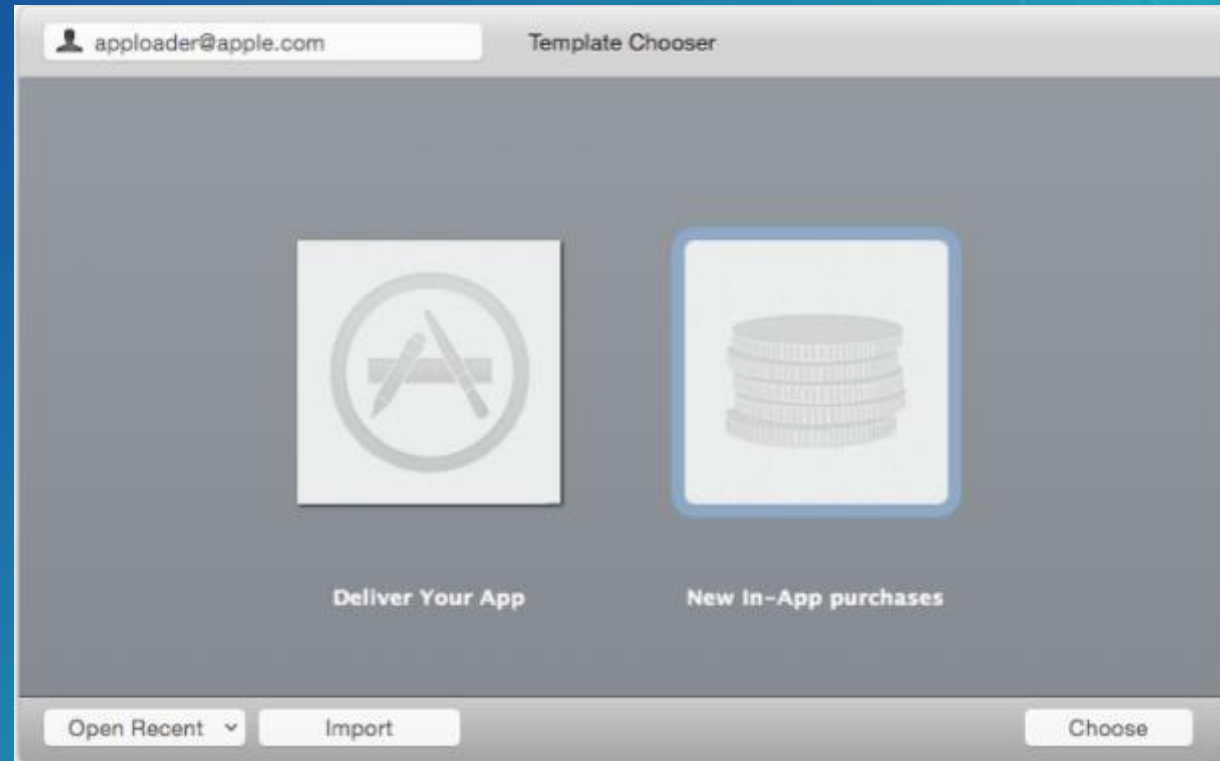 apploader@apple.com
Template Chooser
Deliver Your App
New In-App purchases
Open Recent
Import
Choose